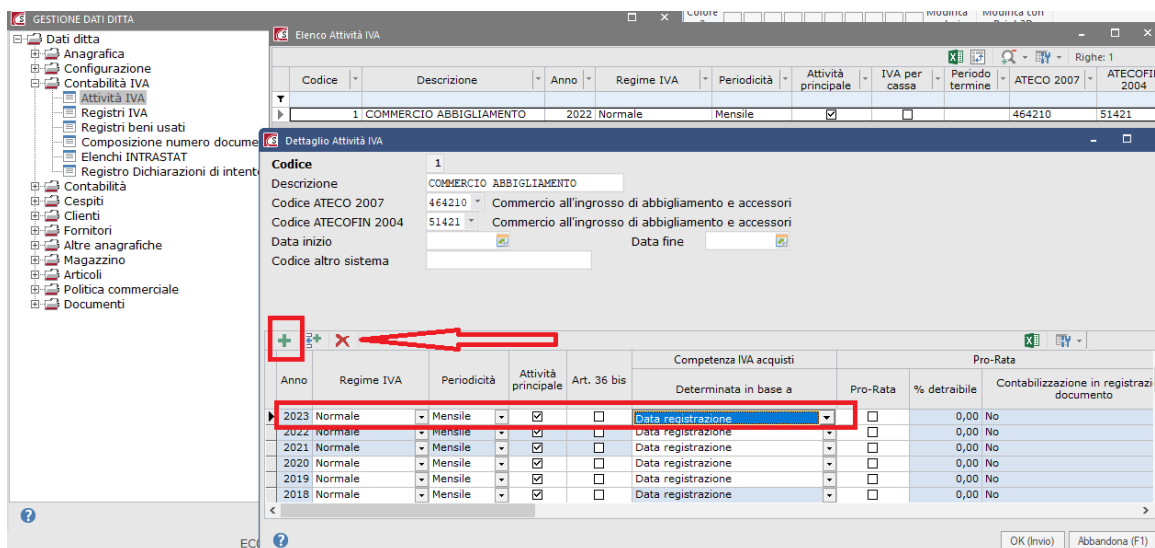 GESTIONE DATI DITTA
Colore
Modifica Modifica con
Dati ditta
Anagrafica
Configurazione
Contabilità IVA
Attività IVA
Registri IVA
Registri beni usati
Composizione numero docume
Elenchi INTRASTAT
Registro Dichiarazioni di intent
Contabilità
Cespiti
Clienti
Fornitori
Altre anagrafiche
Magazzino
Articoli
Politica commerciale
Documenti
Elenco Attività IVA
Righe: 1
Codice Descrizione Anno Regime IVA Periodicità Attività principale IVA per cassa Periodo termine ATECO 2007 ATECOFI 2004
1 COMMERCIO ABBIGLIAMENTO 2022 Normale Mensile 464210 51421
Dettaglio Attività IVA
Codice 1
Descrizione COMMERCIO ABBIGLIAMENTO
Codice ATECO 2007 464210 Commercio all'ingrosso di abbigliamento e accessori
Codice ATECOFIN 2004 51421 Commercio all'ingrosso di abbigliamento e accessori
Data inizio Data fine
Codice altro sistema
Competenza IVA acquisti Pro-Rata
Anno Regime IVA Periodicità Attività principale Art. 36 bis Determinata in base a Pro-Rata % detraibile Contabilizzazione in registrazi documento
2023 Normale Mensile Data registrazione 0,00 No
2022 Normale Mensile Data registrazione 0,00 No
2021 Normale Mensile Data registrazione 0,00 No
2020 Normale Mensile Data registrazione 0,00 No
2019 Normale Mensile Data registrazione 0,00 No
2018 Normale Mensile Data registrazione 0,00 No
OK (Invio) Abbandona (F1)